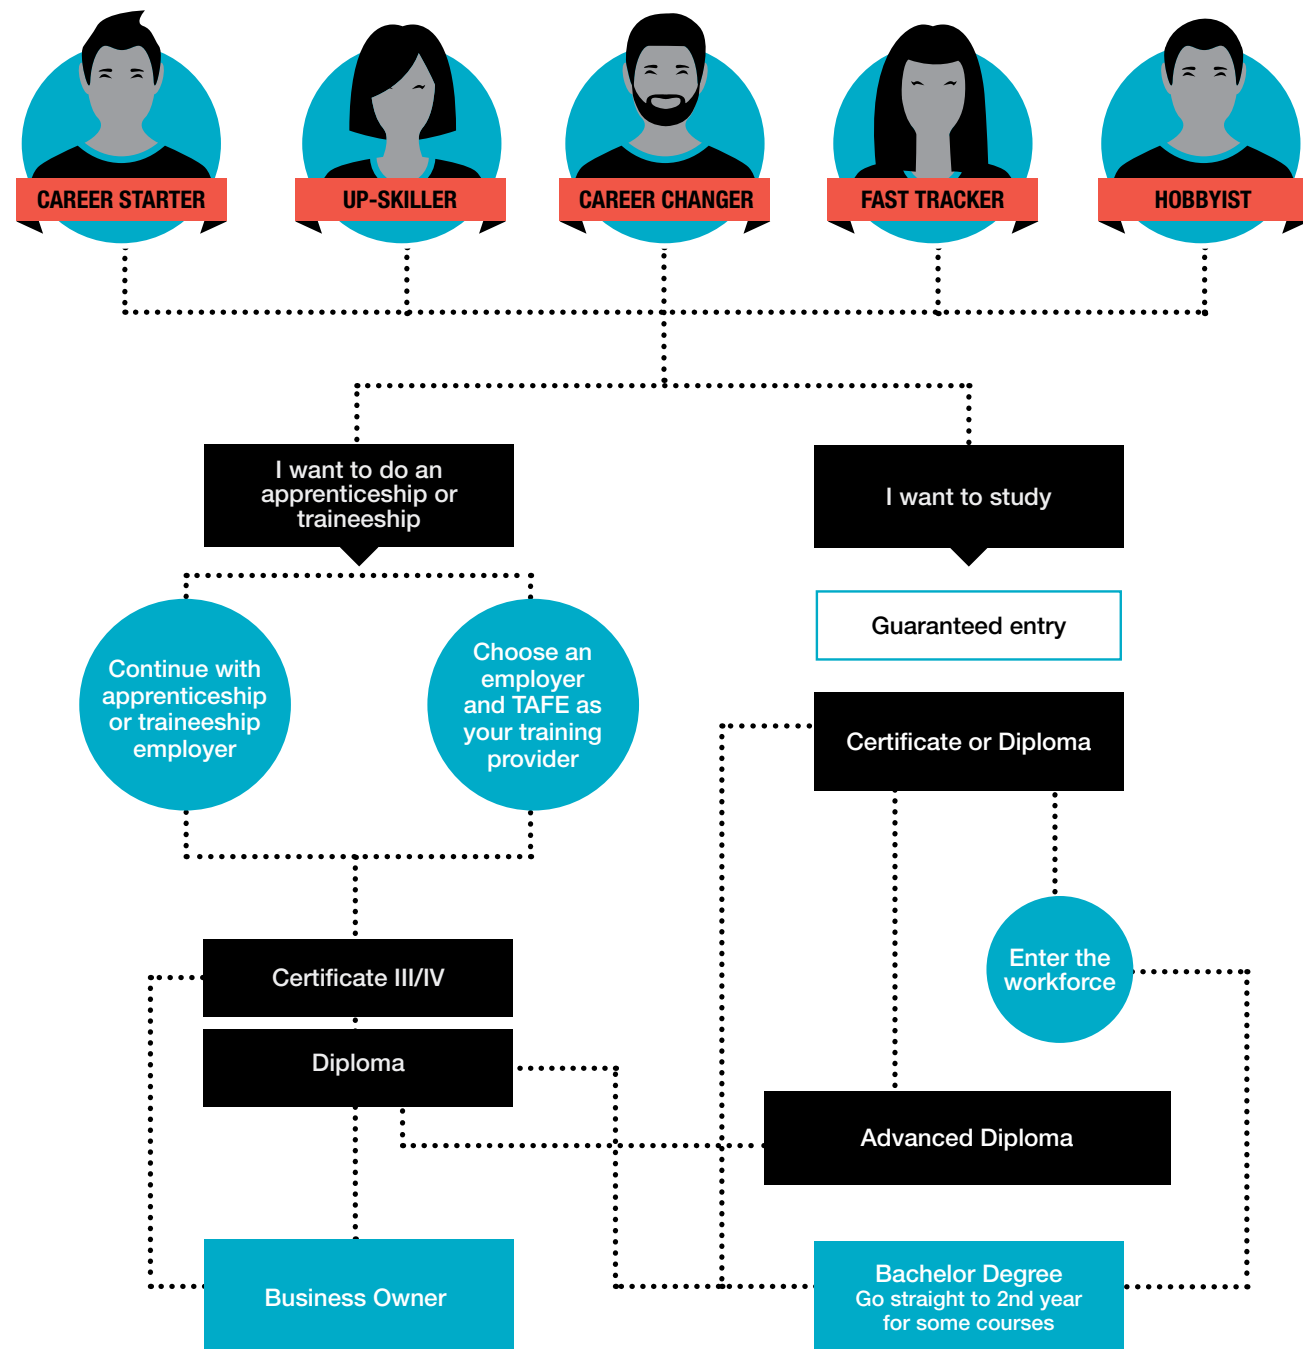 CAREER STARTER
UP-SKILLER
CAREER CHANGER
FAST TRACKER
HOBBYIST
I want to do an
apprenticeship or
traineeship
I want to study
Guaranteed entry
Continue with
apprenticeship
or traineeship
employer
Choose an
employer
and TAFE as
your training
provider
Certificate or Diploma
Certificate III/IV
Enter the
workforce
Diploma
Advanced Diploma
Business Owner
Bachelor Degree
Go straight to 2nd year
for some courses